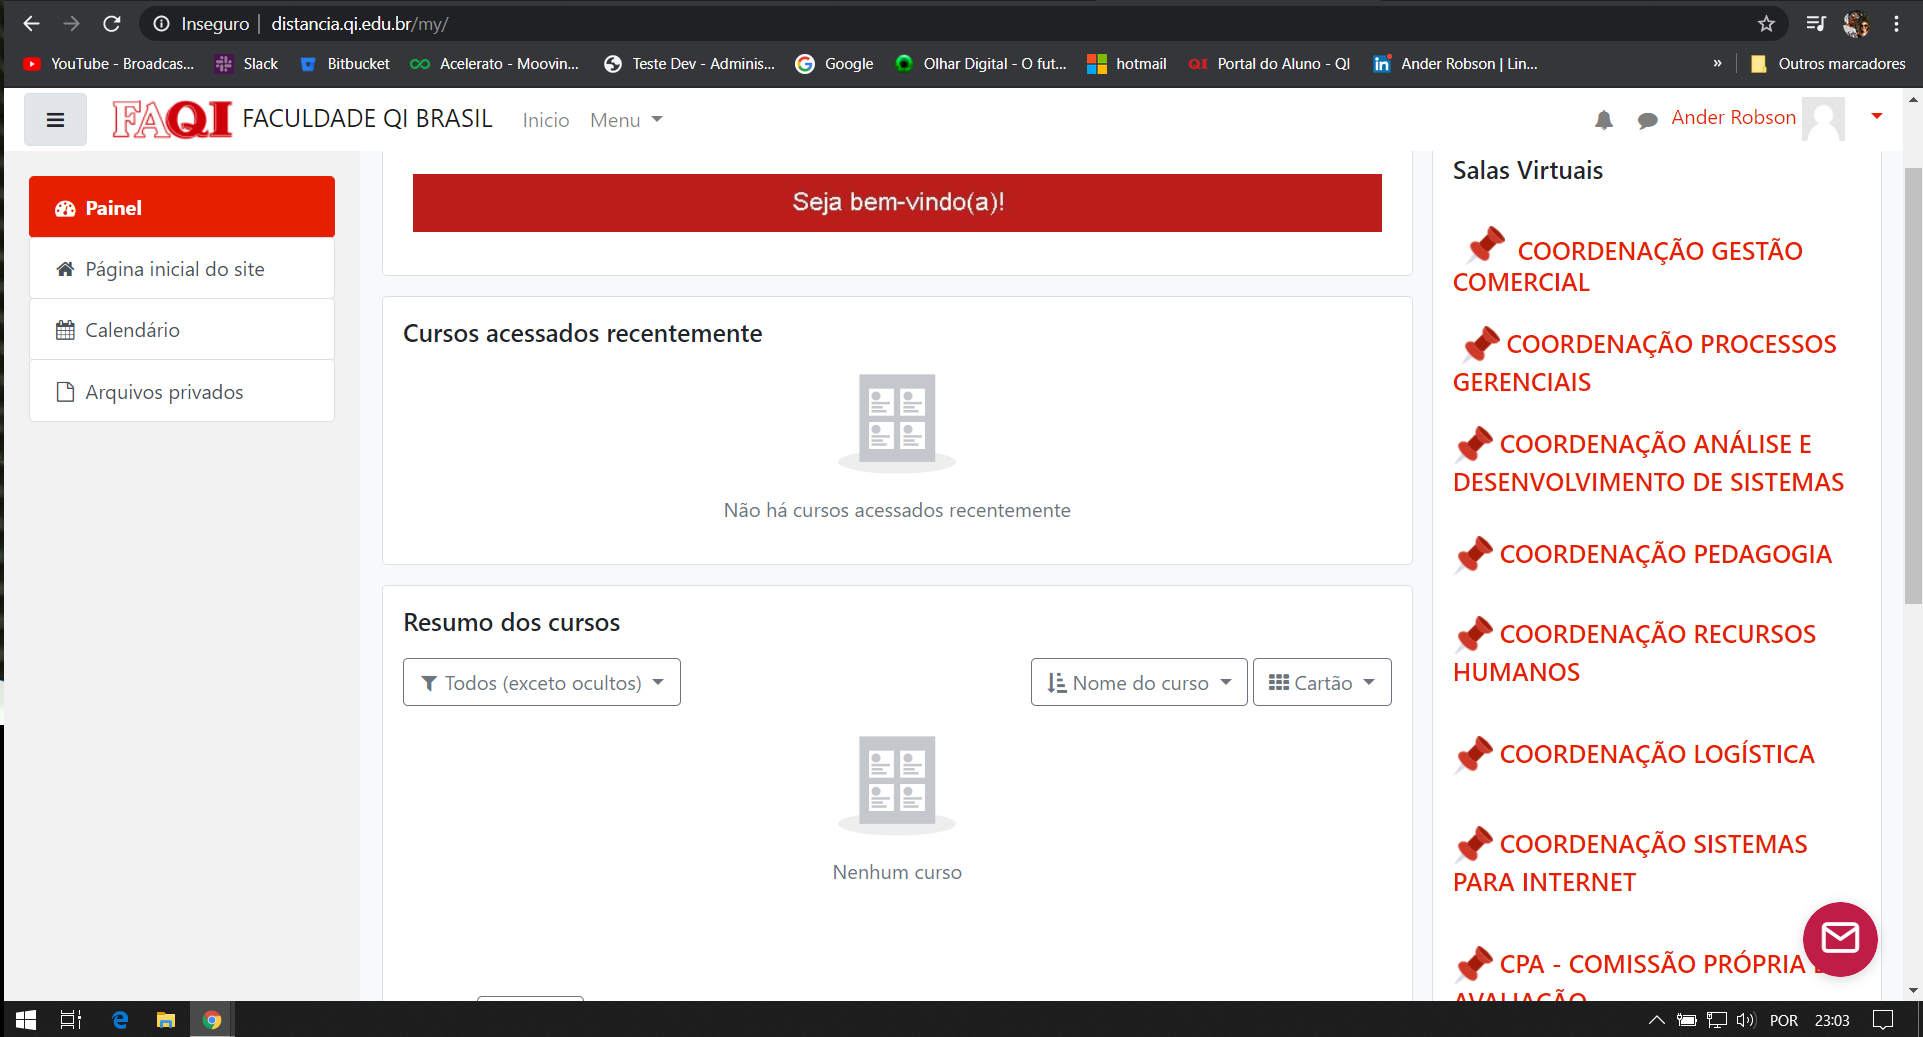 Inseguro | distancia.qi.edu.br/my/
YouTube - Broadcas... Slack Bitbucket Acelerato - Moovin... Teste Dev - Adminis... Google Olhar Digital - O fut... hotmail QI Portal do Aluno - QI Ander Robson | Lin... » Outros marcadores
FAQI FACULDADE QI BRASIL Inicio Menu Ander Robson
Painel
Página inicial do site
Calendário
Arquivos privados
Seja bem-vindo(a)!
Cursos acessados recentemente
Não há cursos acessados recentemente
Resumo dos cursos
Todos (exceto ocultos) Nome do curso Cartão
Nenhum curso
Salas Virtuais
COORDENAÇÃO GESTÃO
COMERCIAL
COORDENAÇÃO PROCESSOS
GERENCIAIS
COORDENAÇÃO ANÁLISE E
DESENVOLVIMENTO DE SISTEMAS
COORDENAÇÃO PEDAGOGIA
COORDENAÇÃO RECURSOS
HUMANOS
COORDENAÇÃO LOGÍSTICA
COORDENAÇÃO SISTEMAS
PARA INTERNET
CPA - COMISSÃO PRÓPRIA
AVALIAÇÃO
POR 23:03